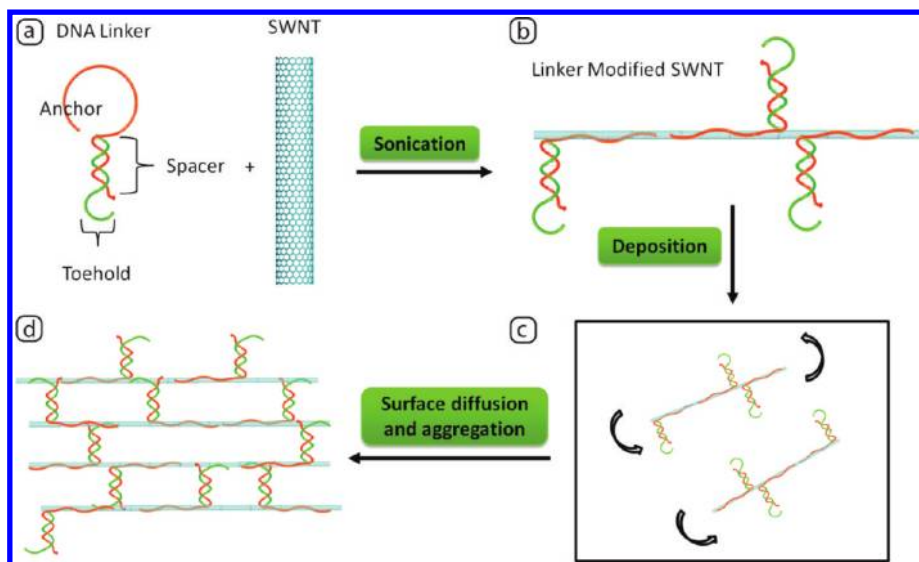 a
DNA Linker
SWNT
Anchor
Spacer
+
Toehold
Sonication
b
Linker Modified SWNT
Deposition
c
Surface diffusion
and aggregation
d